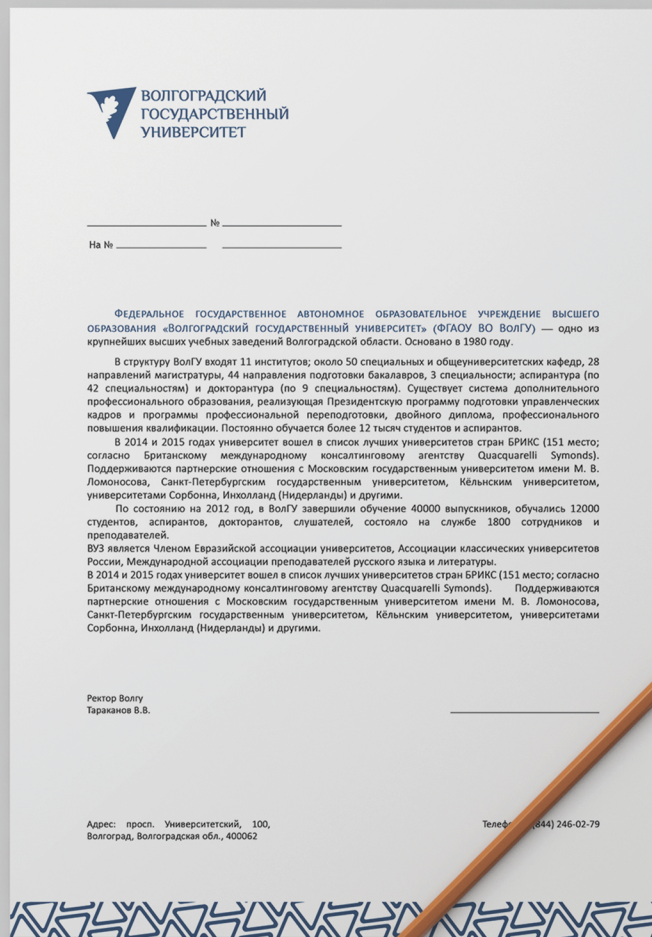 ВОЛГОГРАДСКИЙ
ГОСУДАРСТВЕННЫЙ
УНИВЕРСИТЕТ
№
На №
ФЕДЕРАЛЬНОЕ ГОСУДАРСТВЕННОЕ АВТОНОМНОЕ ОБРАЗОВАТЕЛЬНОЕ УЧРЕЖДЕНИЕ ВЫСШЕГО
ОБРАЗОВАНИЯ «ВОЛГОГРАДСКИЙ ГОСУДАРСТВЕННЫЙ УНИВЕРСИТЕТ» (ФГАОУ ВО ВОЛГУ) — одно из
крупнейших высших учебных заведений Волгоградской области. Основано в 1980 году.
В структуру ВолГУ входят 11 институтов; около 50 специальных и общеуниверситетских кафедр, 28
направлений магистратуры, 44 направления подготовки бакалавров, 3 специальности; аспирантура (по
42 специальностям) и докторантура (по 9 специальностям). Существует система дополнительного
профессионального образования, реализующая Президентскую программу подготовки управленческих
кадров и программы профессиональной переподготовки, двойного диплома, профессионального
повышения квалификации. Постоянно обучается более 12 тысяч студентов и аспирантов.
В 2014 и 2015 годах университет вошел в список лучших университетов стран БРИКС (151 место;
согласно Британскому международному консалтинговому агентству Quacquarelli Symonds).
Поддерживаются партнерские отношения с Московским государственным университетом имени М. В.
Ломоносова, Санкт-Петербургским государственным университетом, Кёльнским университетом,
университетами Сорбонна, Инхолланд (Нидерланды) и другими.
По состоянию на 2012 год, в ВолГУ завершили обучение 40000 выпускников, обучались 12000
студентов, аспирантов, докторантов, слушателей, состояло на службе 1800 сотрудников и
преподавателей.
ВУЗ является Членом Евразийской ассоциации университетов, Ассоциации классических университетов
России, Международной ассоциации преподавателей русского языка и литературы.
В 2014 и 2015 годах университет вошел в список лучших университетов стран БРИКС (151 место; согласно
Британскому международному консалтинговому агентству Quacquarelli Symonds). Поддерживаются
партнерские отношения с Московским государственным университетом имени М. В. Ломоносова,
Санкт-Петербургским государственным университетом, Кёльнским университетом, университетами
Сорбонна, Инхолланд (Нидерланды) и другими.
Ректор Волгу
Тараканов В.В.
Адрес: просп. Университетский, 100,
Волгоград, Волгоградская обл., 400062
(844) 246-02-79